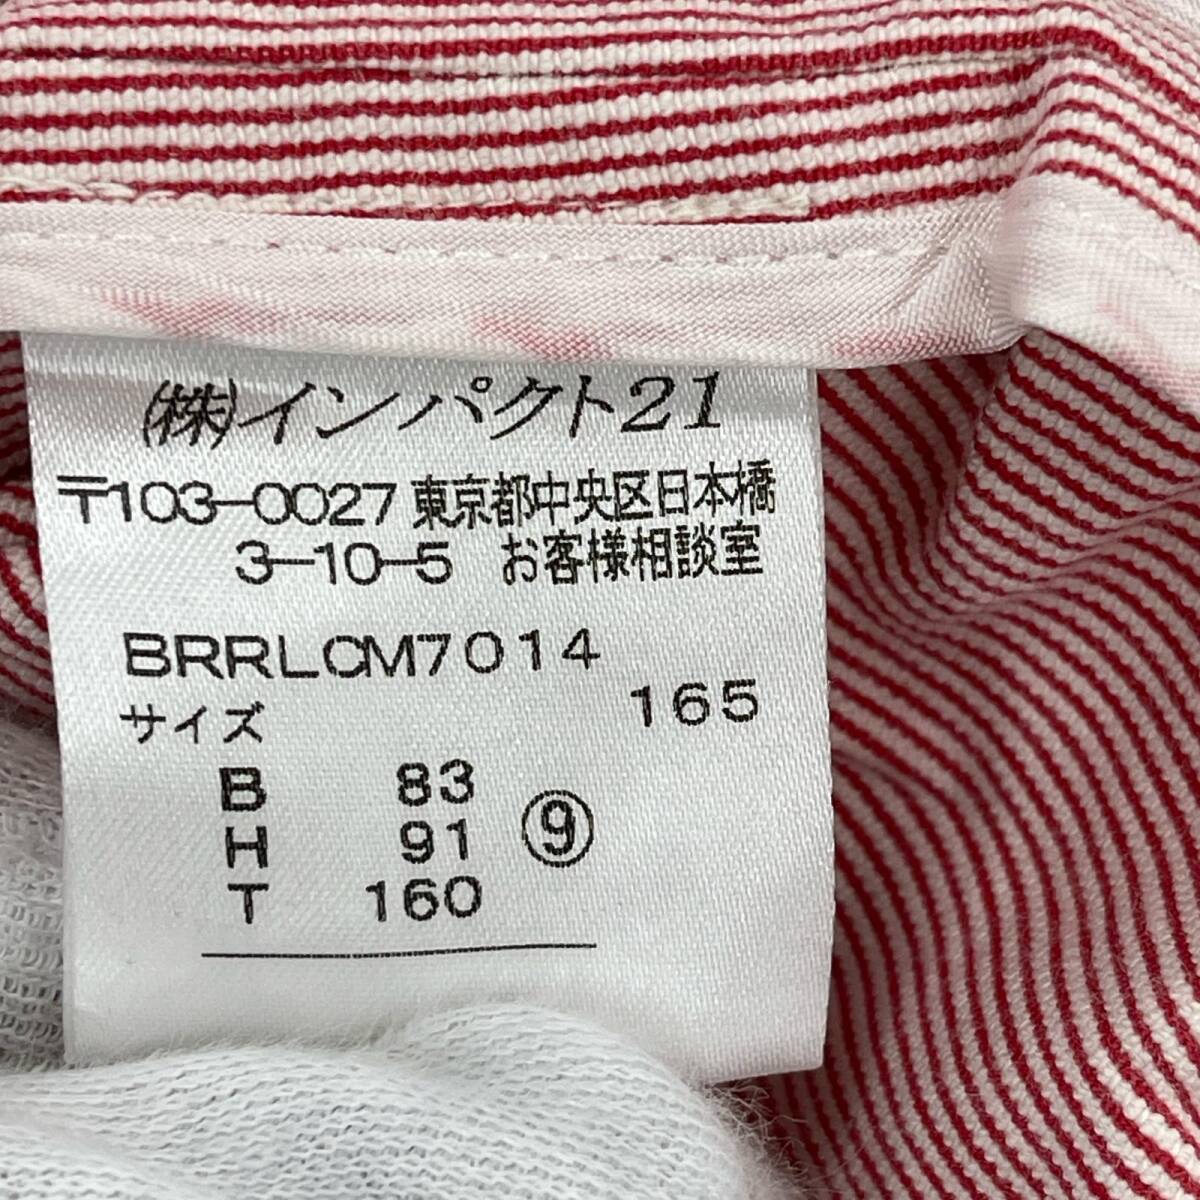 (株)インパクト21
〒103-0027 東京都中央区日本橋
3-10-5 お客様相談室
BRRLCM7014
サイズ 165
B 83
H 91 ⑨
T 160